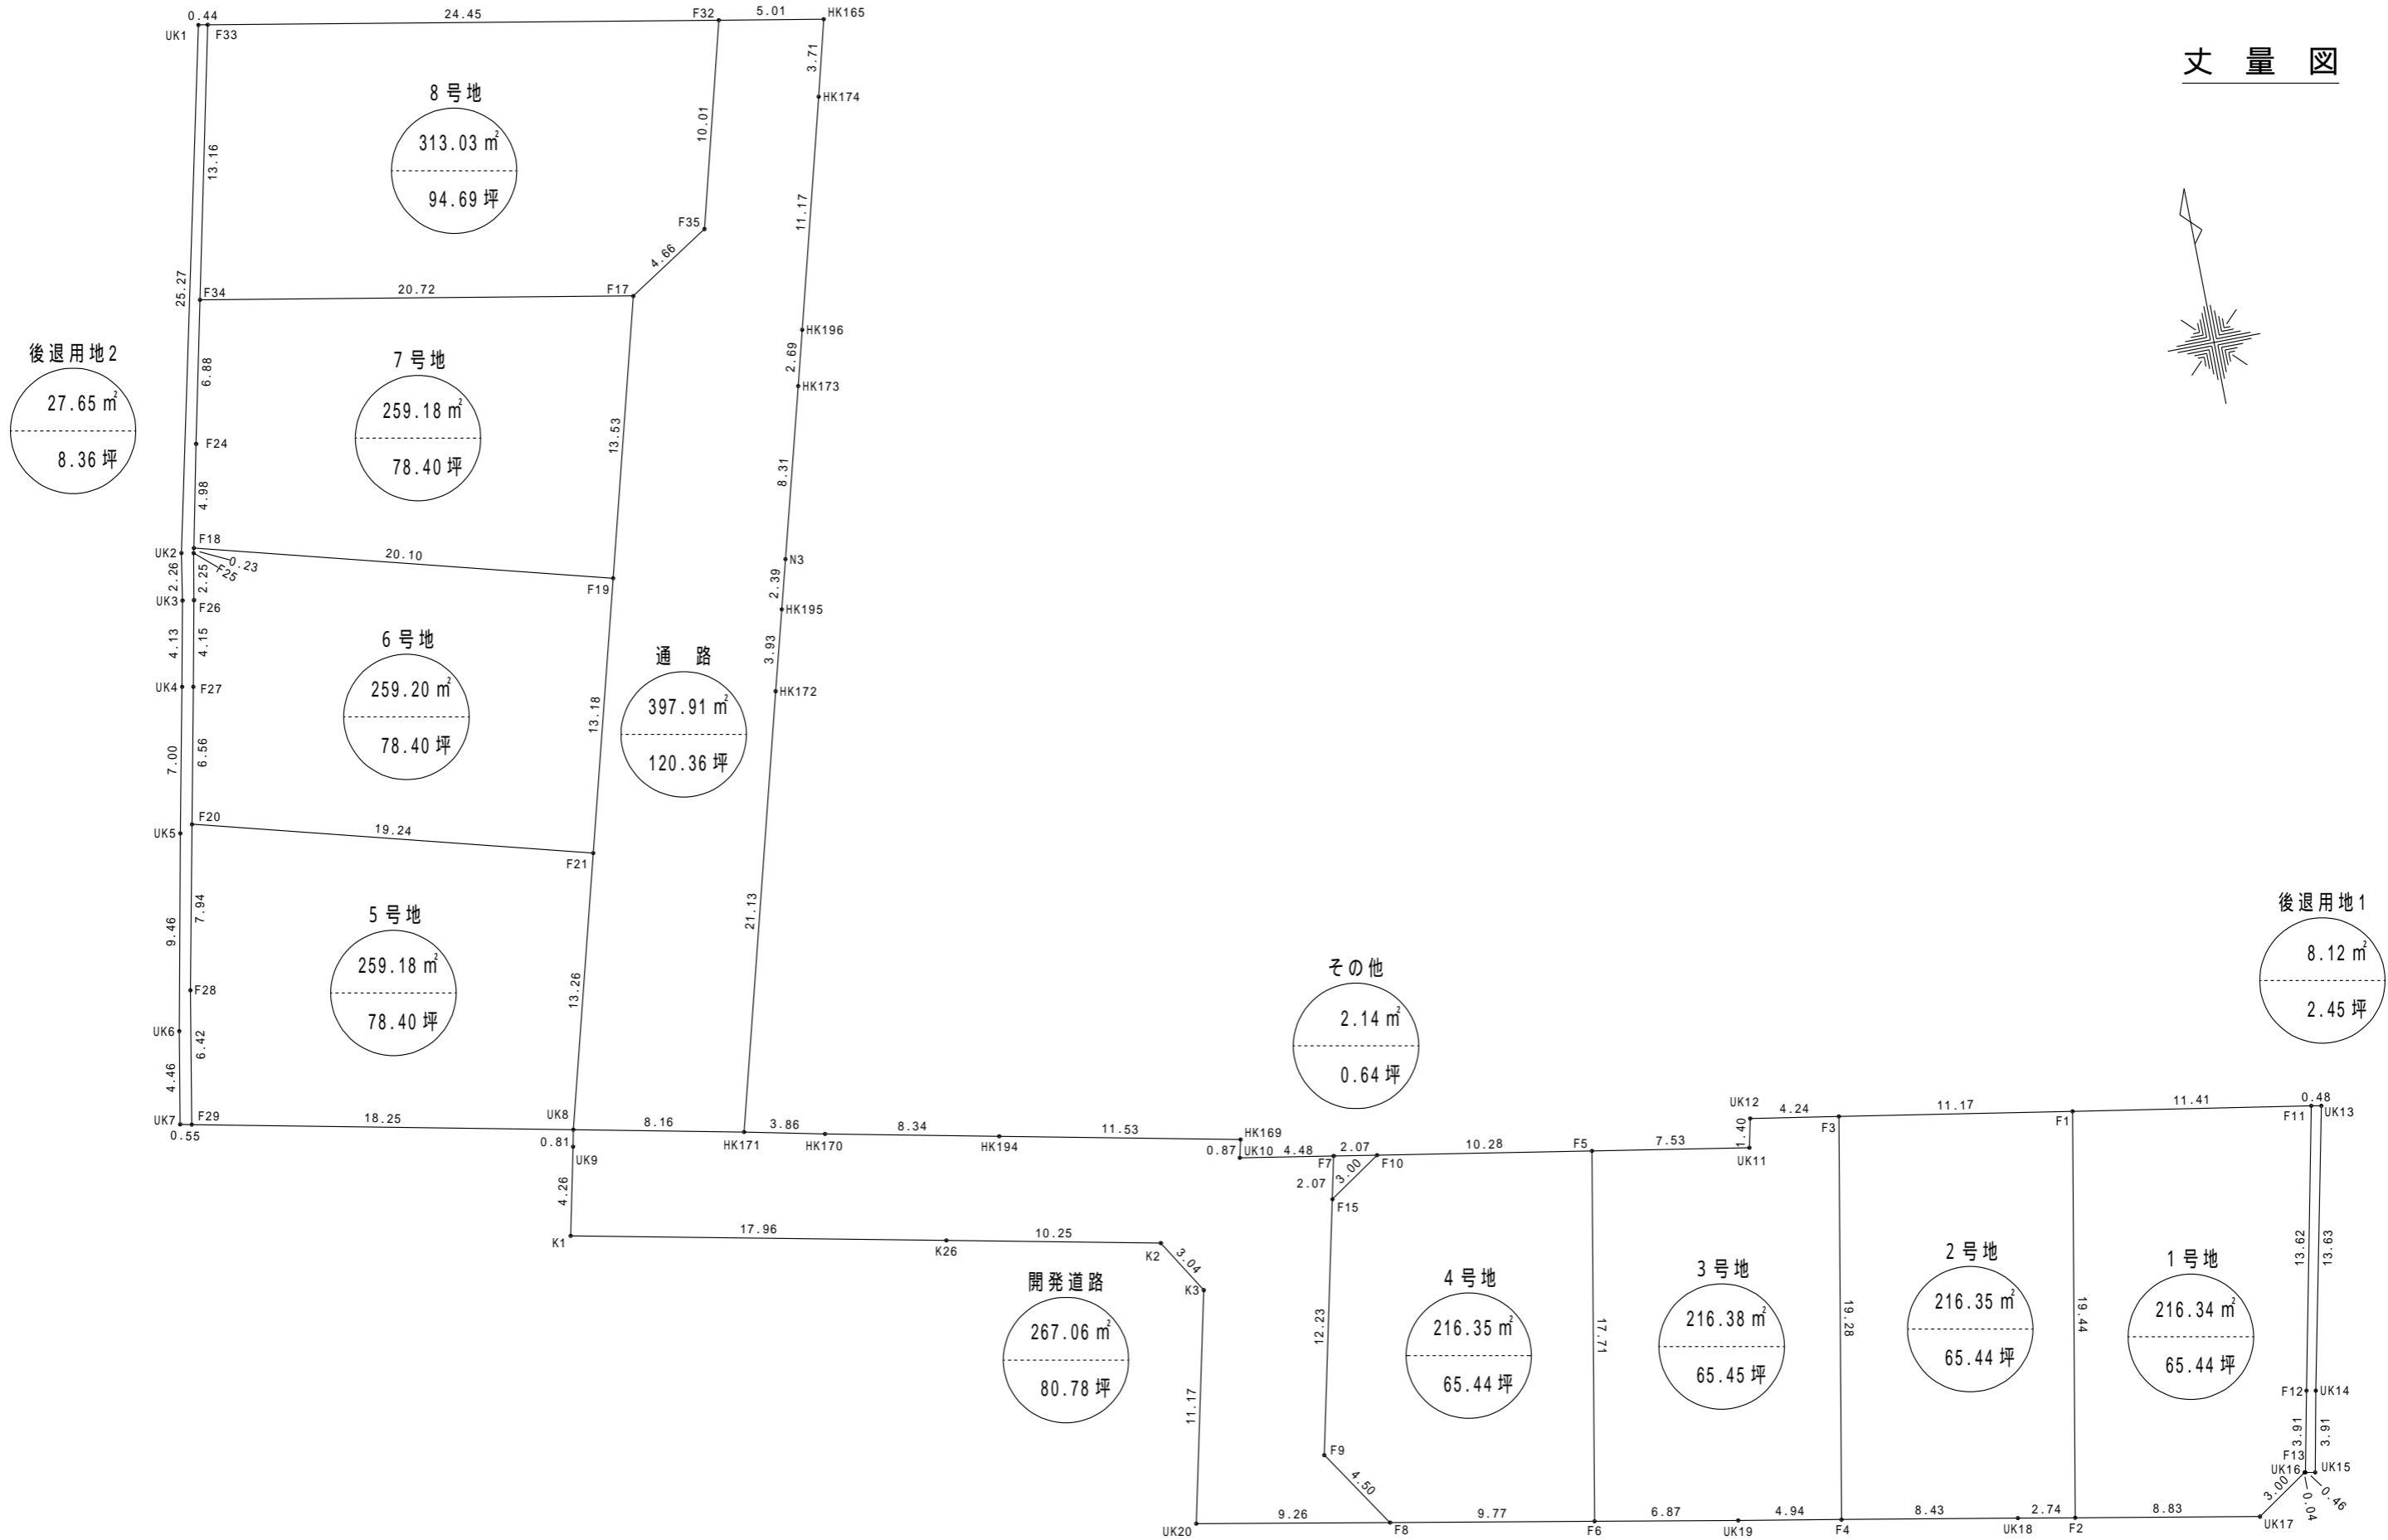 丈 量 図
0.44
24.45
F32
5.01
HK165
UK1
F33
3.71
HK174
8号地
313.03㎡
94.69坪
13.16
10.01
F35
4.66
11.17
25.27
F34
20.72
F17
HK196
2.69
HK173
後退用地2
27.65㎡
8.36坪
6.88
7号地
259.18㎡
78.40坪
13.53
F24
4.98
8.31
F18
UK2
20.10
0.23
F25
N3
2.26
2.25
F19
2.39
UK3
F26
HK195
4.13
4.15
6号地
259.20㎡
78.40坪
3.93
通 路
397.91㎡
120.36坪
UK4
F27
HK172
7.00
6.56
13.18
F20
UK5
19.24
F21
9.46
7.94
5号地
259.18㎡
78.40坪
21.13
13.26
F28
UK6
6.42
4.46
UK7
F29
0.55
18.25
UK8
8.16
3.86
8.34
11.53
0.81
UK9
HK171
HK170
HK194
HK169
0.87
UK10
4.48
2.07
10.28
F5
7.53
F7
F10
3.00
2.07
F15
4.26
K1
17.96
K26
10.25
K2
3.04
K3
開発道路
267.06㎡
80.78坪
その他
2.14㎡
0.64坪
後退用地1
8.12㎡
2.45坪
UK12
4.24
11.17
11.41
0.48
1.40
UK11
F3
F1
F11
UK13
12.23
4号地
216.35㎡
65.44坪
17.71
3号地
216.38㎡
65.45坪
19.28
2号地
216.35㎡
65.44坪
19.44
1号地
216.34㎡
65.44坪
13.62
13.63
F12
UK14
11.17
3.91
3.91
F9
4.50
F13
UK16
UK15
3.00
0.04
0.46
UK20
9.26
F8
9.77
F6
6.87
UK19
4.94
F4
8.43
UK18
2.74
F2
8.83
UK17